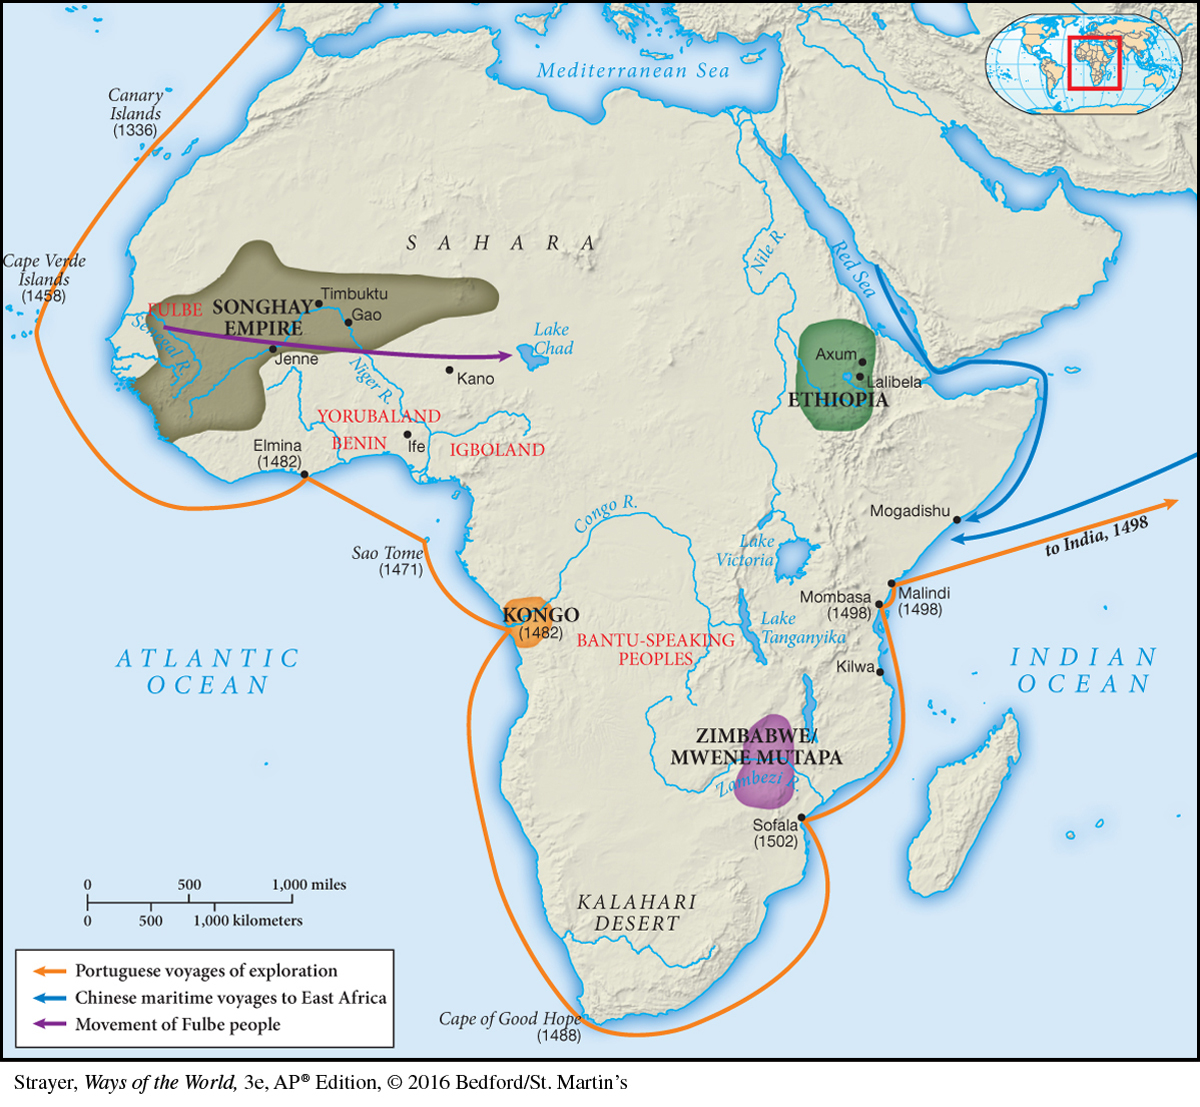 Mediterranean Sea
Canary
Islands
(1336)
SAHARA
Nile R.
Red Sea
Cape Verde
Islands
(1458)
FULBE
SONGHAY
EMPIRE
Timbuktu
Gao
Senegal R.
Jenne
Niger R.
Lake
Chad
Kano
Axum
Lalibela
ETHIOPIA
YORUBALAND
BENIN
Ife
IGBOLAND
Elmina
(1482)
Congo R.
Mogadishu
to India, 1498
Sao Tome
(1471)
Lake
Victoria
Mombasa
(1498)
Malindi
(1498)
KONGO
(1482)
BANTU-SPEAKING
PEOPLES
Lake
Tanganyika
Kilwa
ATLANTIC
OCEAN
INDIAN
OCEAN
ZIMBABWE/
MWENE MUTAPA
Zambezi R.
Sofala
(1502)
KALAHARI
DESERT
0 500 1,000 miles
0 500 1,000 kilometers
Portuguese voyages of exploration
Chinese maritime voyages to East Africa
Movement of Fulbe people
Cape of Good Hope
(1488)
Strayer, Ways of the World, 3e, AP® Edition, © 2016 Bedford/St. Martin's